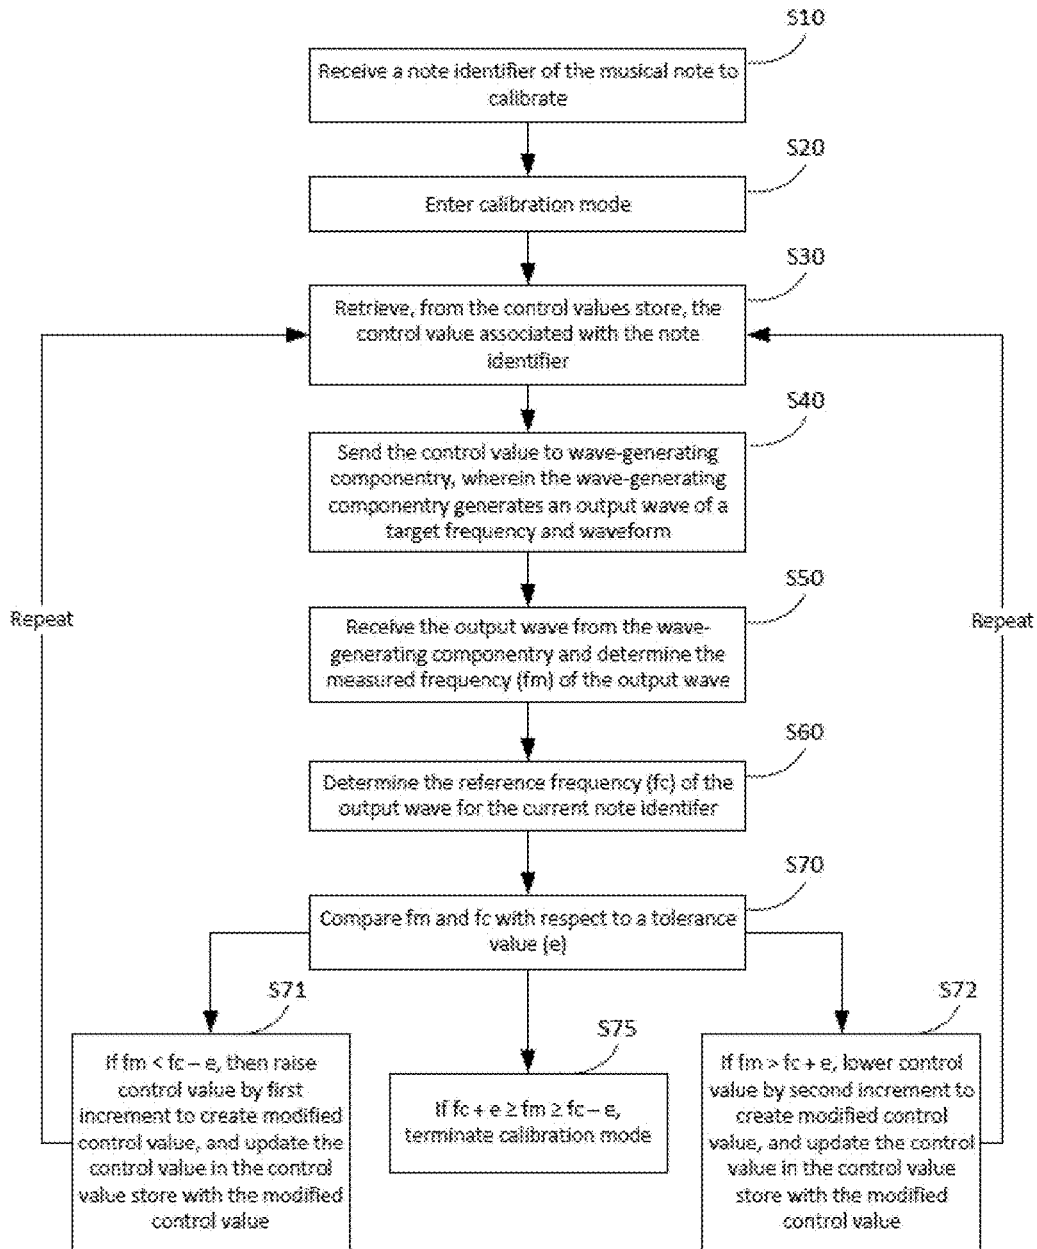 S10
Receive a note identifier of the musical note to
calibrate
S20
Enter calibration mode
S30
Retrieve, from the control values store, the
control value associated with the note
identifier
S40
Send the control value to wave-generating
componentry, wherein the wave-generating
componentry generates an output wave of a
target frequency and waveform
S50
Receive the output wave from the wave-
generating componentry and determine the
measured frequency (fm) of the output wave
Repeat
Repeat
S60
Determine the reference frequency (fc) of the
output wave for the current note identifer
S70
Compare fm and fc with respect to a tolerance
value (e)
S71
If fm < fc – e, then raise
control value by first
increment to create modified
control value, and update the
control value in the control
value store with the modified
control value
S75
If fc + e ≥ fm ≥ fc – e,
terminate calibration mode
S72
If fm > fc + e, lower control
value by second increment to
create modified control
value, and update the control
value in the control value
store with the modified
control value